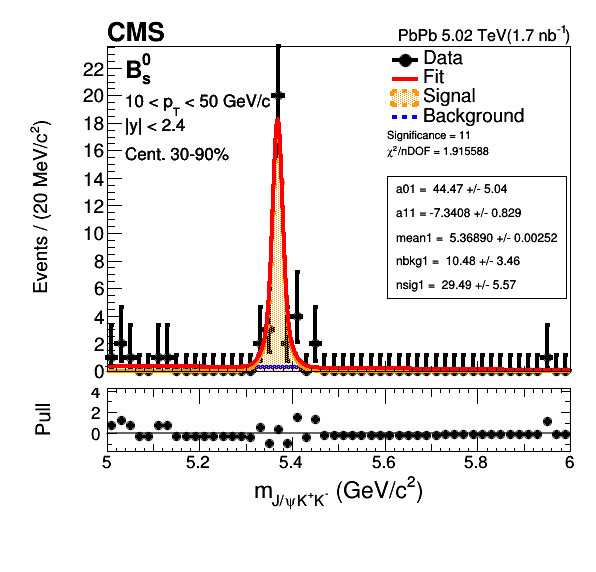 CMS
PbPb 5.02 TeV(1.7 nb⁻¹)
B⁰ₛ
10 < p_T < 50 GeV/c
|y| < 2.4
Cent. 30-90%
Data
Fit
Signal
Background
Significance = 11
χ²/nDOF = 1.915588
a01 = 44.47 +/- 5.04
a11 = -7.3408 +/- 0.829
mean1 = 5.36890 +/- 0.00252
nbkg1 = 10.48 +/- 3.46
nsig1 = 29.49 +/- 5.57
Events / (20 MeV/c²)
22
20
18
16
14
12
10
8
6
4
2
0
Pull
4
2
0
5 5.2 5.4 5.6 5.8 6
m_{J/ψK⁺K⁻} (GeV/c²)